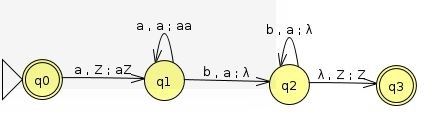 a , a ; aa
b , a ; λ
a , Z ; aZ
b , a ; λ
λ , Z ; Z
q0
q1
q2
q3